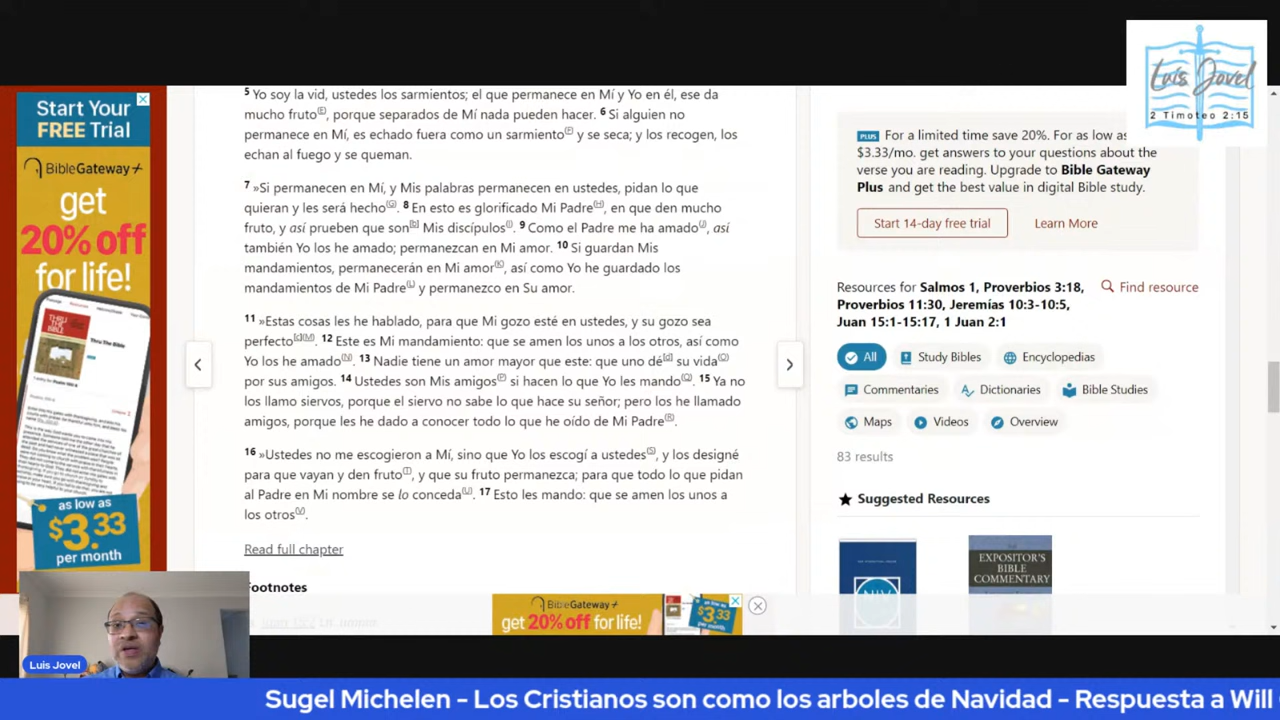 Start Your
FREE Trial
BibleGateway+
get
20% off
for life!
THRU
THE
BIBLE
Thru The Bible
as low as
$3.33
per month
5 Yo soy la vid, ustedes los sarmientos; el que permanece en Mí y Yo en él, ese da
mucho fruto[E], porque separados de Mí nada pueden hacer. 6 Si alguien no
permanece en Mí, es echado fuera como un sarmiento[F] y se seca; y los recogen, los
echan al fuego y se queman.
7 »Si permanecen en Mí, y Mis palabras permanecen en ustedes, pidan lo que
quieran y les será hecho[G]. 8 En esto es glorificado Mi Padre[H], en que den mucho
fruto, y así prueben que son[b] Mis discípulos[I]. 9 Como el Padre me ha amado[J], así
también Yo los he amado; permanezcan en Mi amor. 10 Si guardan Mis
mandamientos, permanecerán en Mi amor[K], así como Yo he guardado los
mandamientos de Mi Padre[L] y permanezco en Su amor.
11 »Estas cosas les he hablado, para que Mi gozo esté en ustedes, y su gozo sea
perfecto[c][M]. 12 Este es Mi mandamiento: que se amen los unos a los otros, así como
Yo los he amado[N]. 13 Nadie tiene un amor mayor que este: que uno dé[d] su vida[O]
por sus amigos. 14 Ustedes son Mis amigos[P] si hacen lo que Yo les mando[Q]. 15 Ya no
los llamo siervos, porque el siervo no sabe lo que hace su señor; pero los he llamado
amigos, porque les he dado a conocer todo lo que he oído de Mi Padre[R].
16 »Ustedes no me escogieron a Mí, sino que Yo los escogí a ustedes[S], y los designé
para que vayan y den fruto[T], y que su fruto permanezca; para que todo lo que pidan
al Padre en Mi nombre se lo conceda[U]. 17 Esto les mando: que se amen los unos a
los otros[V].
Read full chapter
Footnotes
BibleGateway+
get 20% off for life!
as low as
$3.33
Luis Jovel
2 Timoteo 2:15
PLUS For a limited time save 20%. For as low as
$3.33/mo. get answers to your questions about the
verse you are reading. Upgrade to Bible Gateway
Plus and get the best value in digital Bible study.
Start 14-day free trial
Learn More
Resources for Salmos 1, Proverbios 3:18,
Proverbios 11:30, Jeremías 10:3-10:5,
Juan 15:1-15:17, 1 Juan 2:1
Find resource
All
Study Bibles
Encyclopedias
Commentaries
Dictionaries
Bible Studies
Maps
Videos
Overview
83 results
Suggested Resources
NIV
EXPOSITOR'S
BIBLE
COMMENTARY
Luis Jovel
Sugel Michelen - Los Cristianos son como los arboles de Navidad - Respuesta a Will